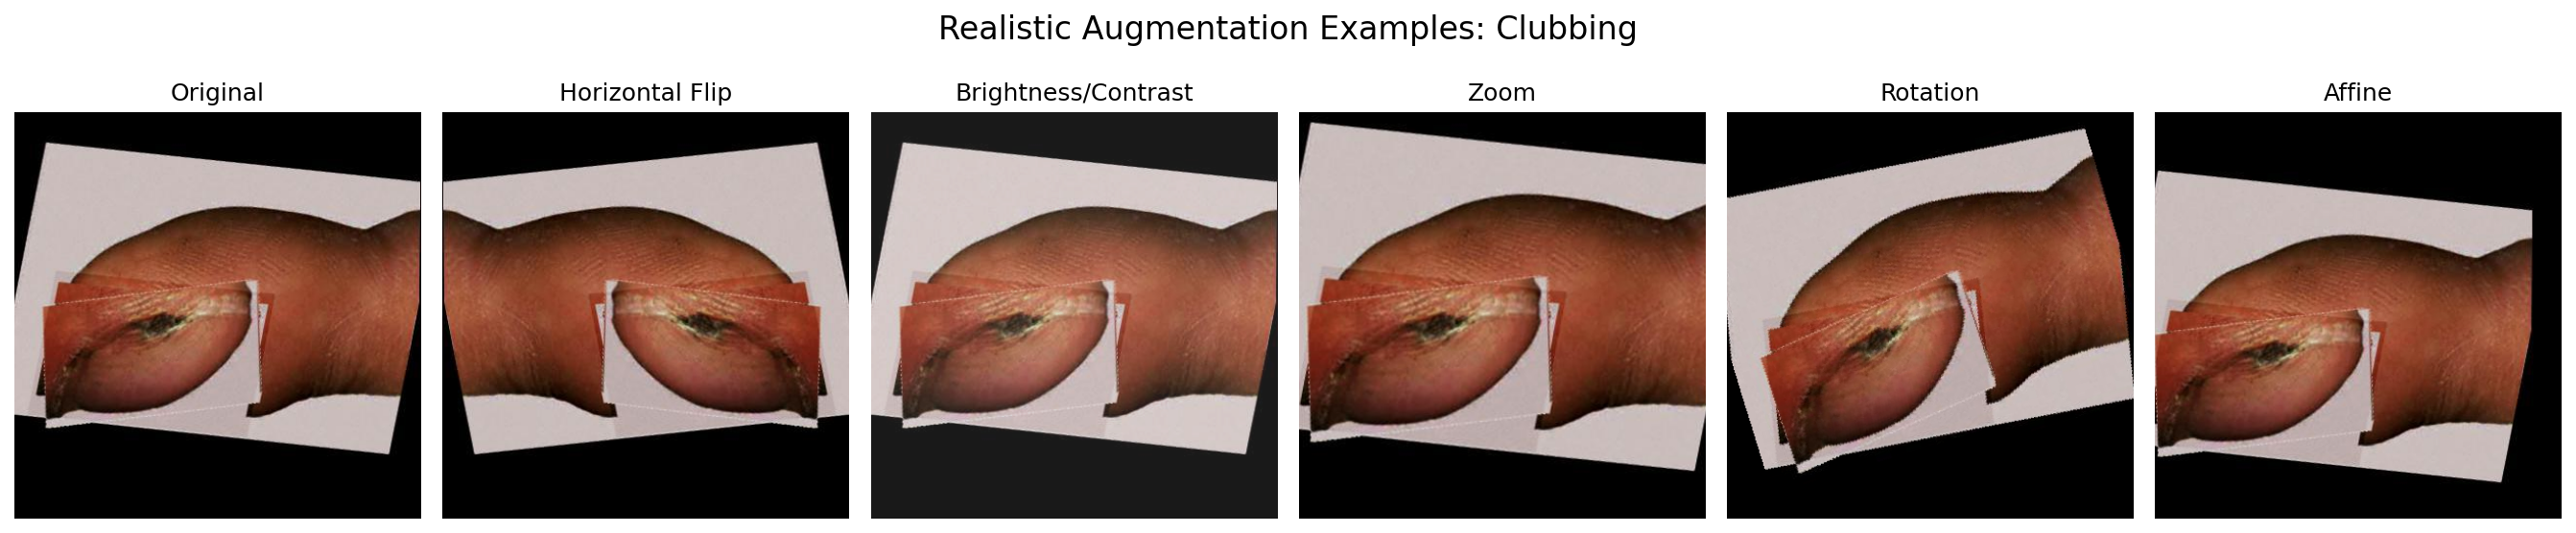 Realistic Augmentation Examples: Clubbing
Original
Horizontal Flip
Brightness/Contrast
Zoom
Rotation
Affine